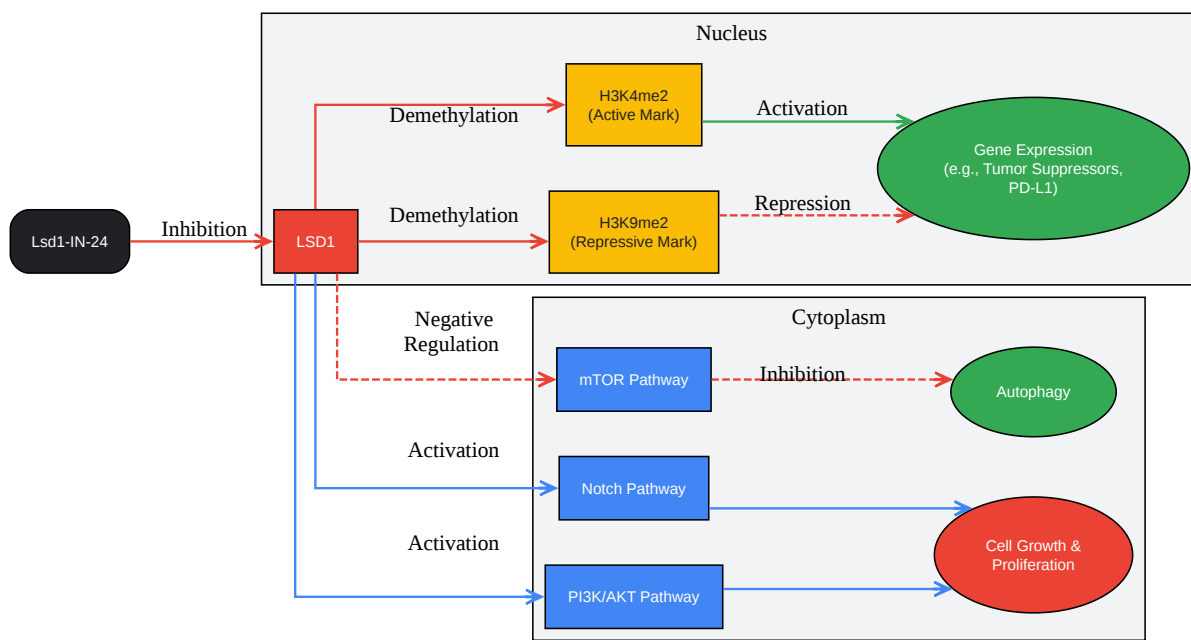 Nucleus
H3K4me2
(Active Mark)
Demethylation
Activation
Gene Expression
(e.g., Tumor Suppressors,
PD-L1)
Lsd1-IN-24
Inhibition
LSD1
Demethylation
H3K9me2
(Repressive Mark)
Repression
Cytoplasm
Negative
Regulation
mTOR Pathway
Inhibition
Autophagy
Activation
Notch Pathway
Cell Growth &
Proliferation
Activation
PI3K/AKT Pathway